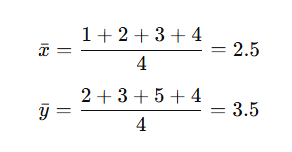 x̄ = (1 + 2 + 3 + 4)/4 = 2.5
ȳ = (2 + 3 + 5 + 4)/4 = 3.5